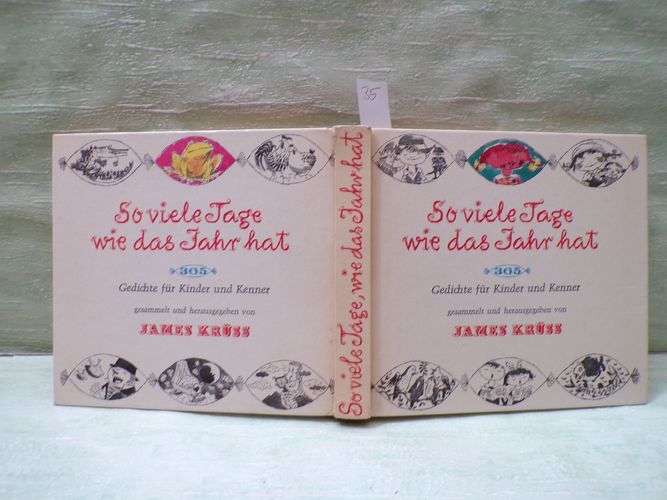 35
So viele Tage
wie das Jahr hat
365
Gedichte für Kinder und Kenner
gesammelt und herausgegeben von
JAMES KRÜSS
So viele Tage, wie das Jahr hat
So viele Tage
wie das Jahr hat
365
Gedichte für Kinder und Kenner
gesammelt und herausgegeben von
JAMES KRÜSS